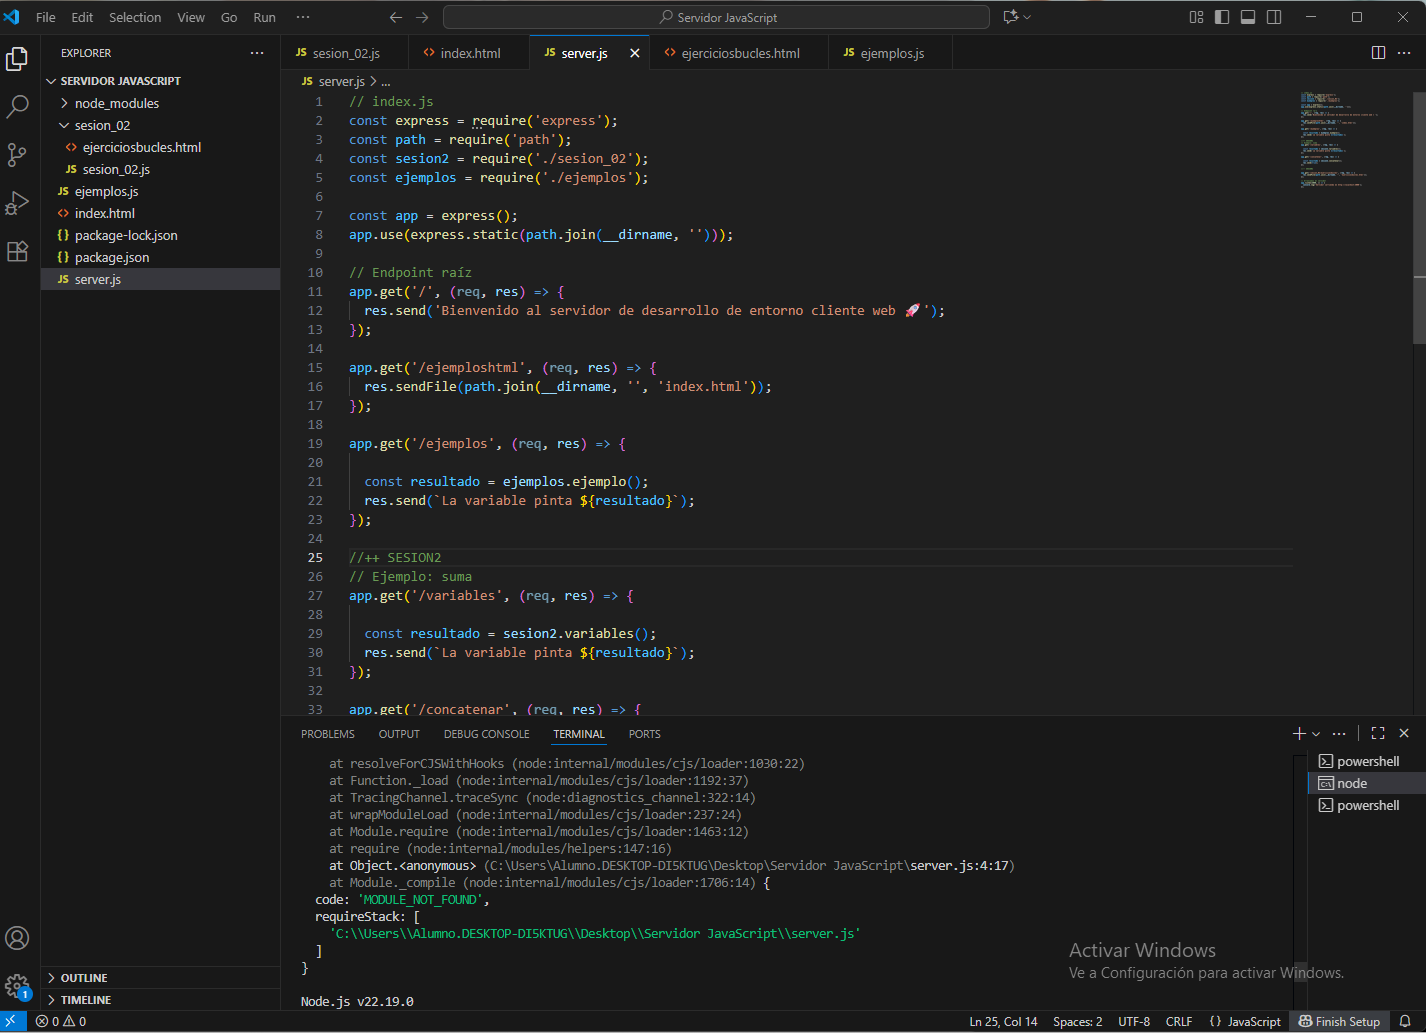 File Edit Selection View Go Run ···
Servidor JavaScript
EXPLORER
SERVIDOR JAVASCRIPT
node_modules
sesion_02
ejerciciosbucles.html
JS sesion_02.js
JS ejemplos.js
index.html
{} package-lock.json
{} package.json
JS server.js
OUTLINE
TIMELINE
JS sesion_02.js <> index.html JS server.js <> ejerciciosbucles.html JS ejemplos.js
JS server.js > ...
1 // index.js
2 const express = require('express');
3 const path = require('path');
4 const sesion2 = require('./sesion_02');
5 const ejemplos = require('./ejemplos');
6
7 const app = express();
8 app.use(express.static(path.join(__dirname, '')));
9
10 // Endpoint raíz
11 app.get('/', (req, res) => {
12 res.send('Bienvenido al servidor de desarrollo de entorno cliente web 🚀');
13 });
14
15 app.get('/ejemploshtml', (req, res) => {
16 res.sendFile(path.join(__dirname, '', 'index.html'));
17 });
18
19 app.get('/ejemplos', (req, res) => {
20
21 const resultado = ejemplos.ejemplo();
22 res.send(`La variable pinta ${resultado}`);
23 });
24
25 //++ SESION2
26 // Ejemplo: suma
27 app.get('/variables', (req, res) => {
28
29 const resultado = sesion2.variables();
30 res.send(`La variable pinta ${resultado}`);
31 });
32
33 app.get('/concatenar', (req, res) => {
PROBLEMS OUTPUT DEBUG CONSOLE TERMINAL PORTS
at resolveForCJSWithHooks (node:internal/modules/cjs/loader:1030:22)
at Function._load (node:internal/modules/cjs/loader:1192:37)
at TracingChannel.traceSync (node:diagnostics_channel:322:14)
at wrapModuleLoad (node:internal/modules/cjs/loader:237:24)
at Module.require (node:internal/modules/cjs/loader:1463:12)
at require (node:internal/modules/helpers:147:16)
at Object.<anonymous> (C:\Users\Alumno.DESKTOP-DI5KTUG\Desktop\Servidor JavaScript\server.js:4:17)
at Module._compile (node:internal/modules/cjs/loader:1706:14) {
code: 'MODULE_NOT_FOUND',
requireStack: [
'C:\\Users\\Alumno.DESKTOP-DI5KTUG\\Desktop\\Servidor JavaScript\\server.js'
]
}
Node.js v22.19.0
powershell
node
powershell
Activar Windows
Ve a Configuración para activar Windows.
1
0 0 Ln 25, Col 14 Spaces: 2 UTF-8 CRLF {} JavaScript Finish Setup